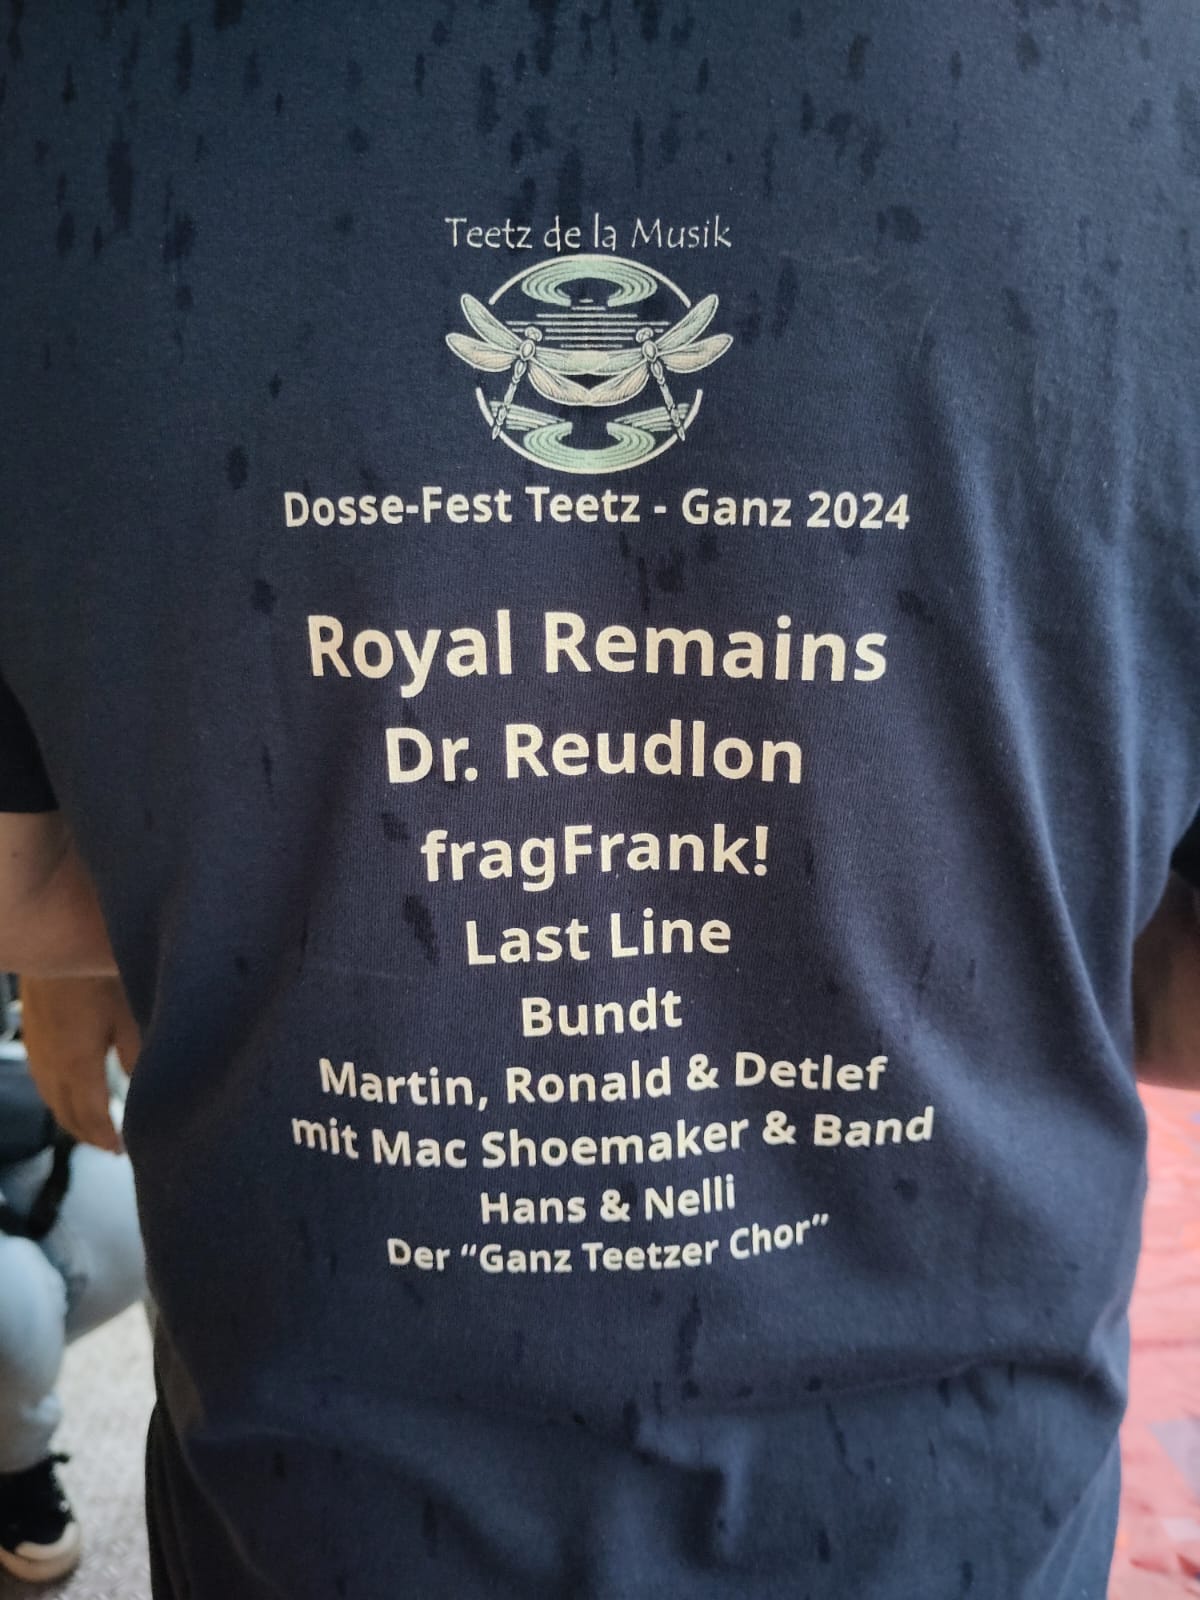 Teetz de la Musik
Dosse-Fest Teetz - Ganz 2024
Royal Remains
Dr. Reudlon
fragFrank!
Last Line
Bundt
Martin, Ronald & Detlef
mit Mac Shoemaker & Band
Hans & Nelli
Der “Ganz Teetzer Chor”